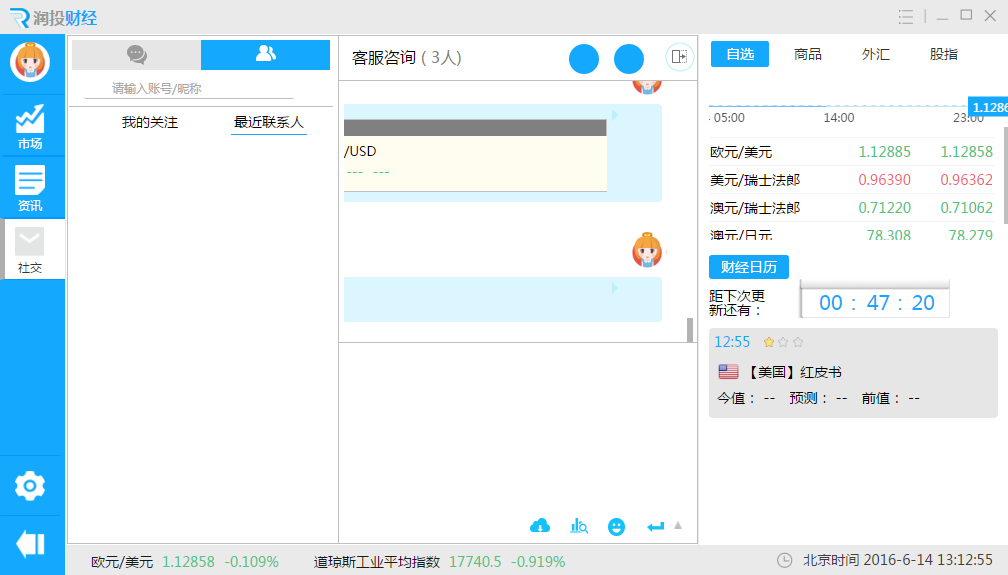 润投财经
市场
资讯
社交
请输入账号/昵称
我的关注 最近联系人
客服咨询 ( 3人)
/USD
--- ---
自选 商品 外汇 股指
05:00 14:00 23:00
欧元/美元 1.12885 1.12858
美元/瑞士法郎 0.96390 0.96362
澳元/瑞士法郎 0.71220 0.71062
澳元/日元 78.308 78.279
财经日历
距下次更
新还有：
00 : 47 : 20
12:55
【美国】红皮书
今值： -- 预测： -- 前值： --
欧元/美元 1.12858 -0.109% 道琼斯工业平均指数 17740.5 -0.919%
北京时间 2016-6-14 13:12:55